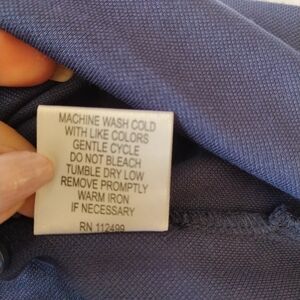 MACHINE WASH COLD
WITH LIKE COLORS
GENTLE CYCLE
DO NOT BLEACH
TUMBLE DRY LOW
REMOVE PROMPTLY
WARM IRON
IF NECESSARY
RN 112499